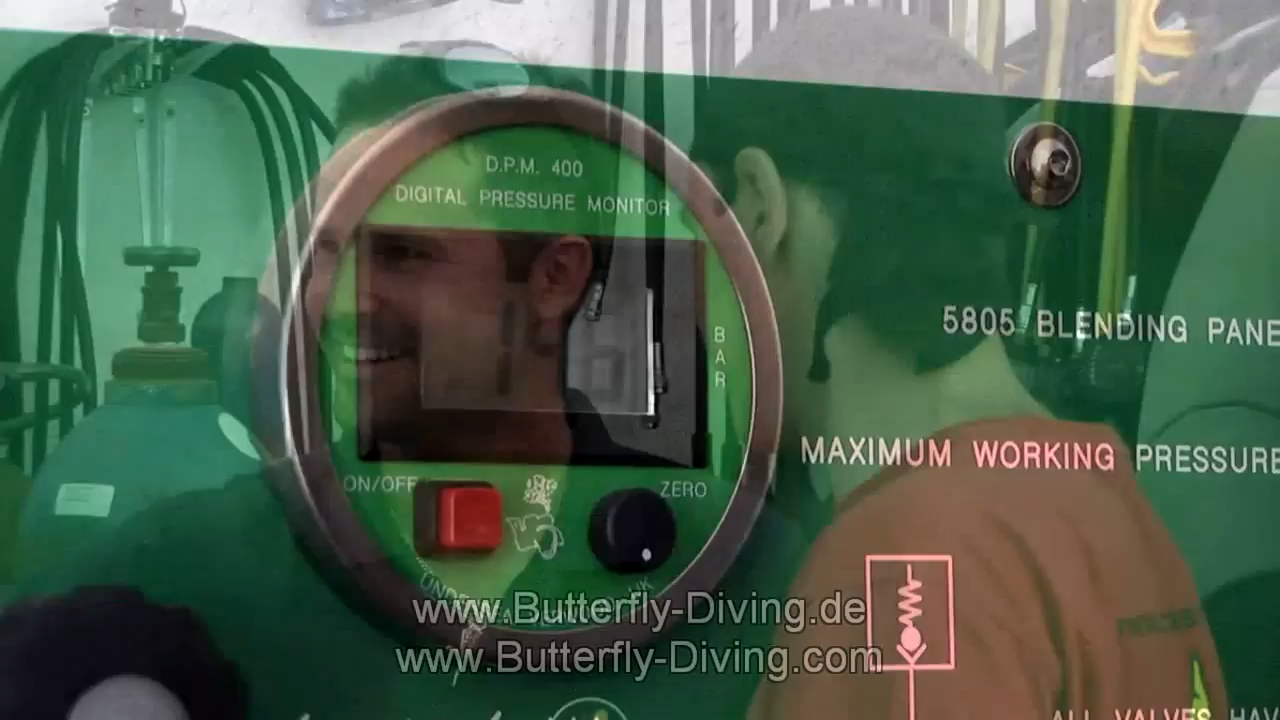 D.P.M. 400
DIGITAL PRESSURE MONITOR
BAR
5805 BLENDING PANE
MAXIMUM WORKING PRESSURE
ON/OFF
ZERO
UK
www.Butterfly-Diving.de
www.Butterfly-Diving.com
ALL VALVES HAV